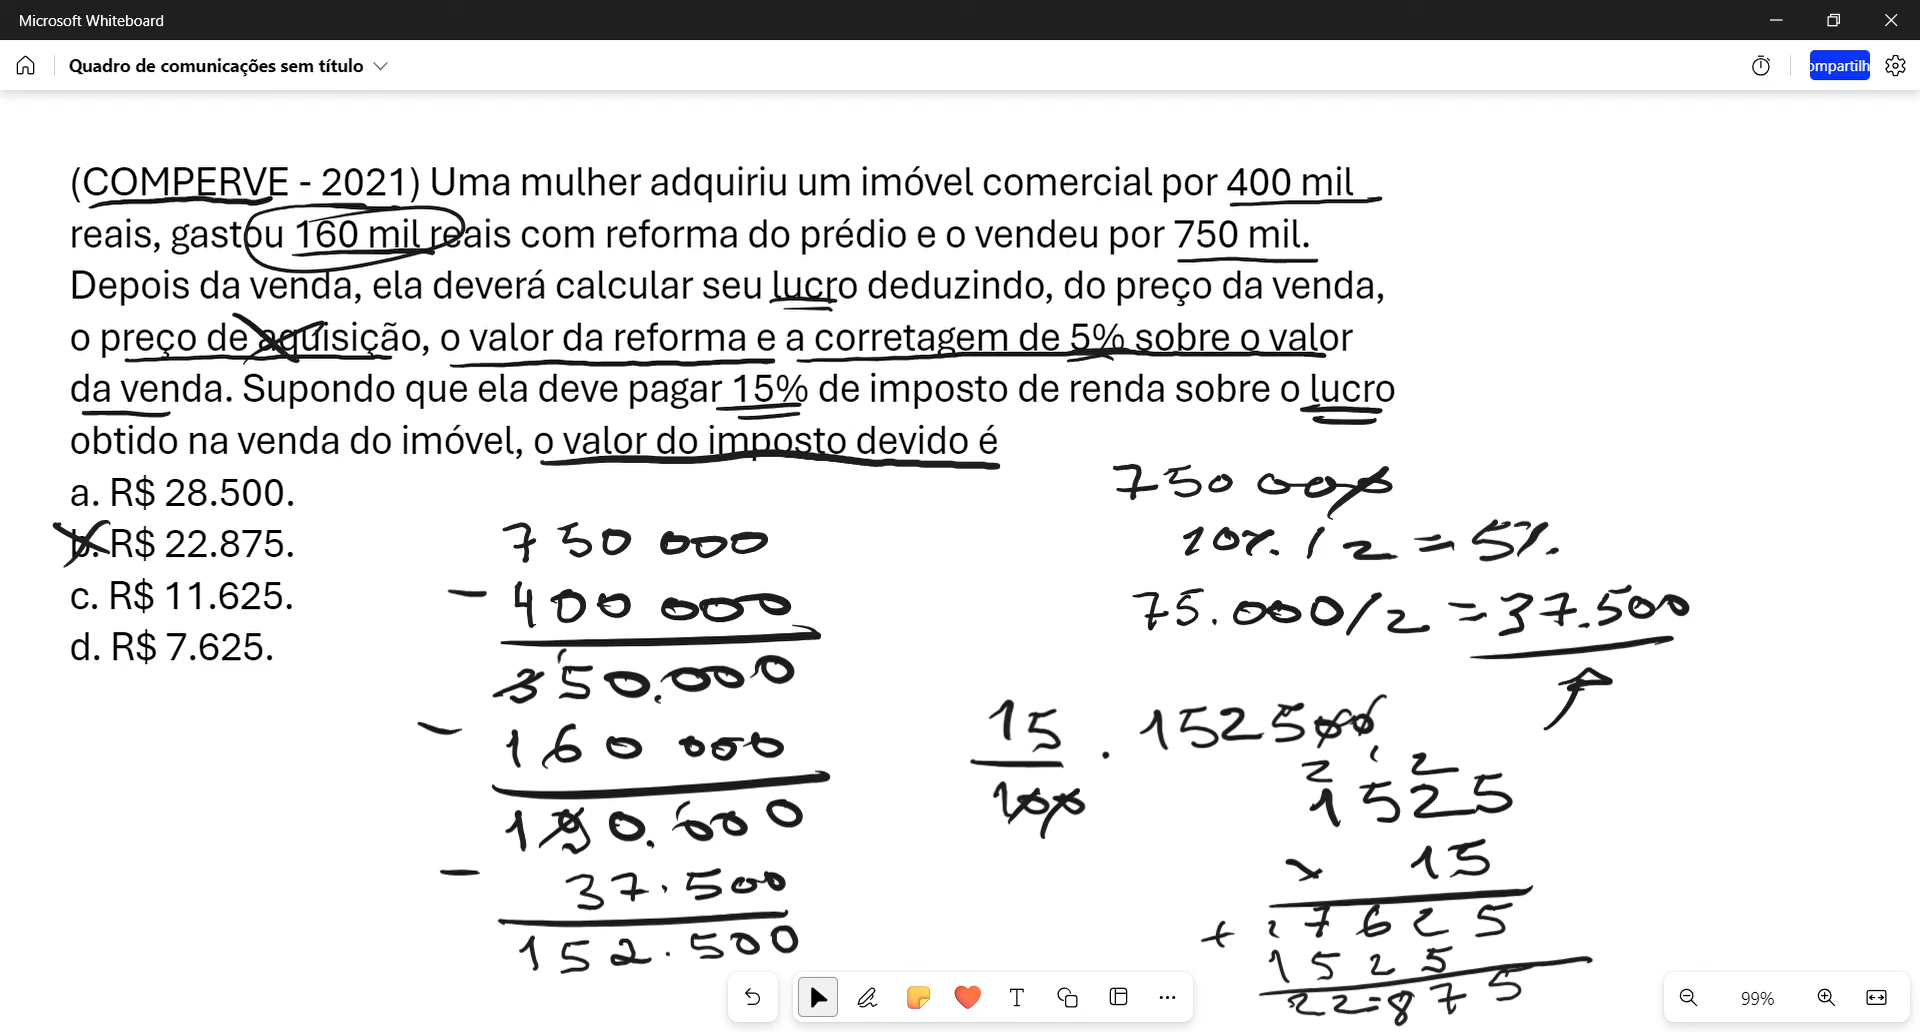 Microsoft Whiteboard
Quadro de comunicações sem título
ompartilh
(COMPERVE - 2021) Uma mulher adquiriu um imóvel comercial por 400 mil
reais, gastou 160 mil reais com reforma do prédio e o vendeu por 750 mil.
Depois da venda, ela deverá calcular seu lucro deduzindo, do preço da venda,
o preço de aquisição, o valor da reforma e a corretagem de 5% sobre o valor
da venda. Supondo que ela deve pagar 15% de imposto de renda sobre o lucro
obtido na venda do imóvel, o valor do imposto devido é
a. R$ 28.500.
b. R$ 22.875.
c. R$ 11.625.
d. R$ 7.625.
750 000
- 400 000
350.000
- 160 000
190.000
- 37.500
152.500
750 000
10% / 2 = 5%
75.000/2 = 37.500
15
100
. 152500
2 1 2
1525
x 15
7625
+ 1525
22875
99%